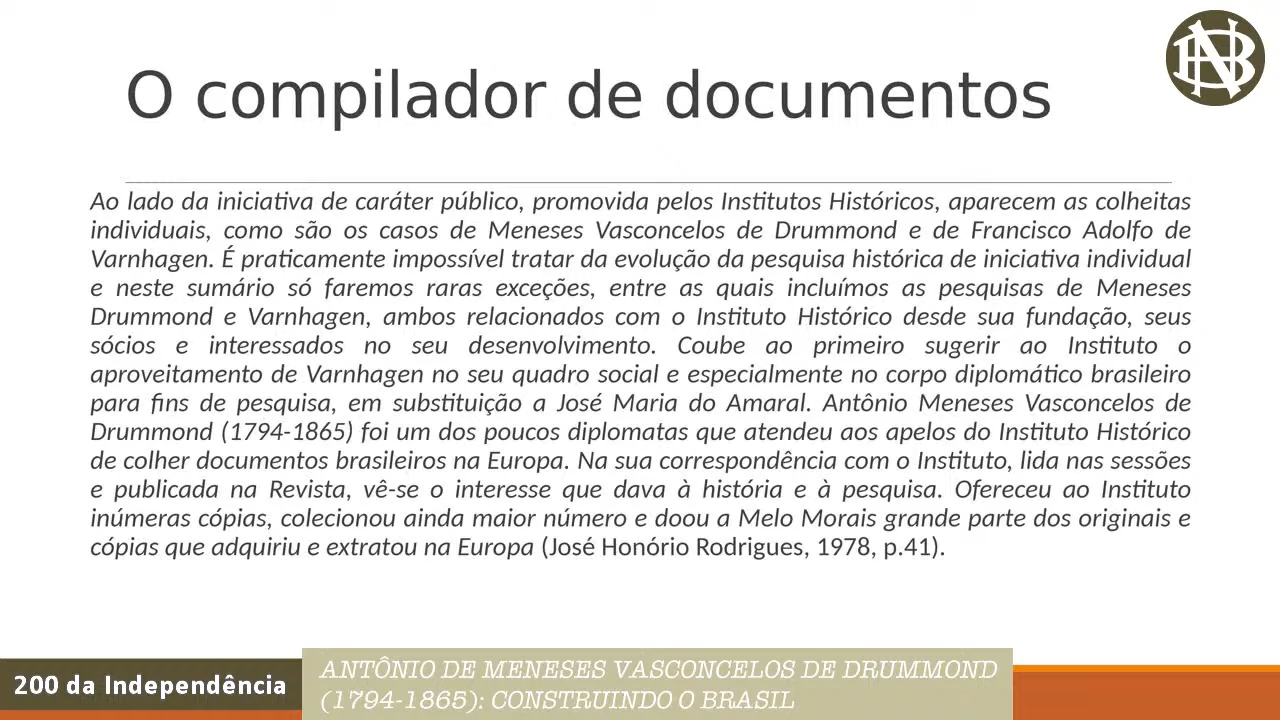 O compilador de documentos
Ao lado da iniciativa de caráter público, promovida pelos Institutos Históricos, aparecem as colheitas
individuais, como são os casos de Meneses Vasconcelos de Drummond e de Francisco Adolfo de
Varnhagen. É praticamente impossível tratar da evolução da pesquisa histórica de iniciativa individual
e neste sumário só faremos raras exceções, entre as quais incluímos as pesquisas de Meneses
Drummond e Varnhagen, ambos relacionados com o Instituto Histórico desde sua fundação, seus
sócios e interessados no seu desenvolvimento. Coube ao primeiro sugerir ao Instituto o
aproveitamento de Varnhagen no seu quadro social e especialmente no corpo diplomático brasileiro
para fins de pesquisa, em substituição a José Maria do Amaral. Antônio Meneses Vasconcelos de
Drummond (1794-1865) foi um dos poucos diplomatas que atendeu aos apelos do Instituto Histórico
de colher documentos brasileiros na Europa. Na sua correspondência com o Instituto, lida nas sessões
e publicada na Revista, vê-se o interesse que dava à história e à pesquisa. Ofereceu ao Instituto
inúmeras cópias, colecionou ainda maior número e doou a Melo Morais grande parte dos originais e
cópias que adquiriu e extratou na Europa (José Honório Rodrigues, 1978, p.41).
200 da Independência
ANTÔNIO DE MENESES VASCONCELOS DE DRUMMOND
(1794-1865): CONSTRUINDO O BRASIL